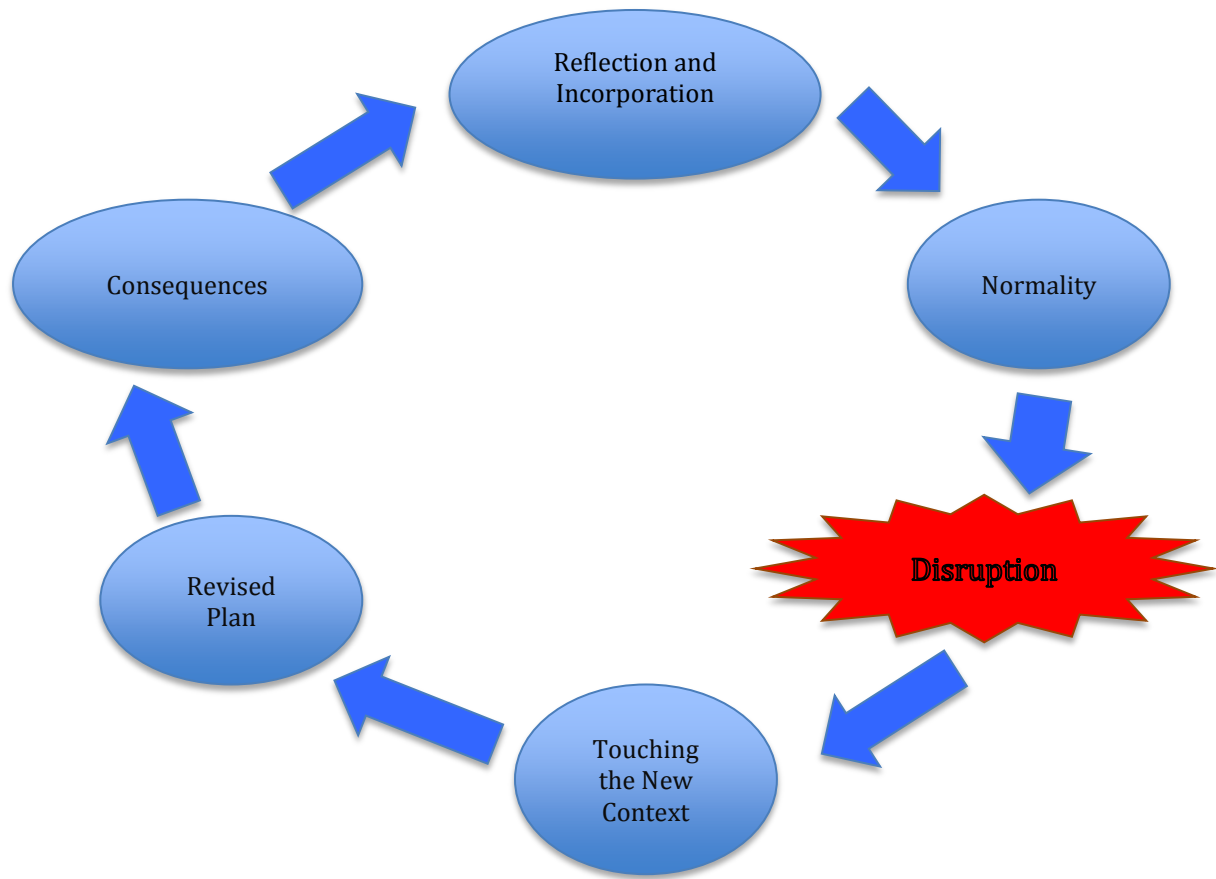 Reflection and
Incorporation
Consequences
Normality
Disruption
Revised
Plan
Touching
the New
Context